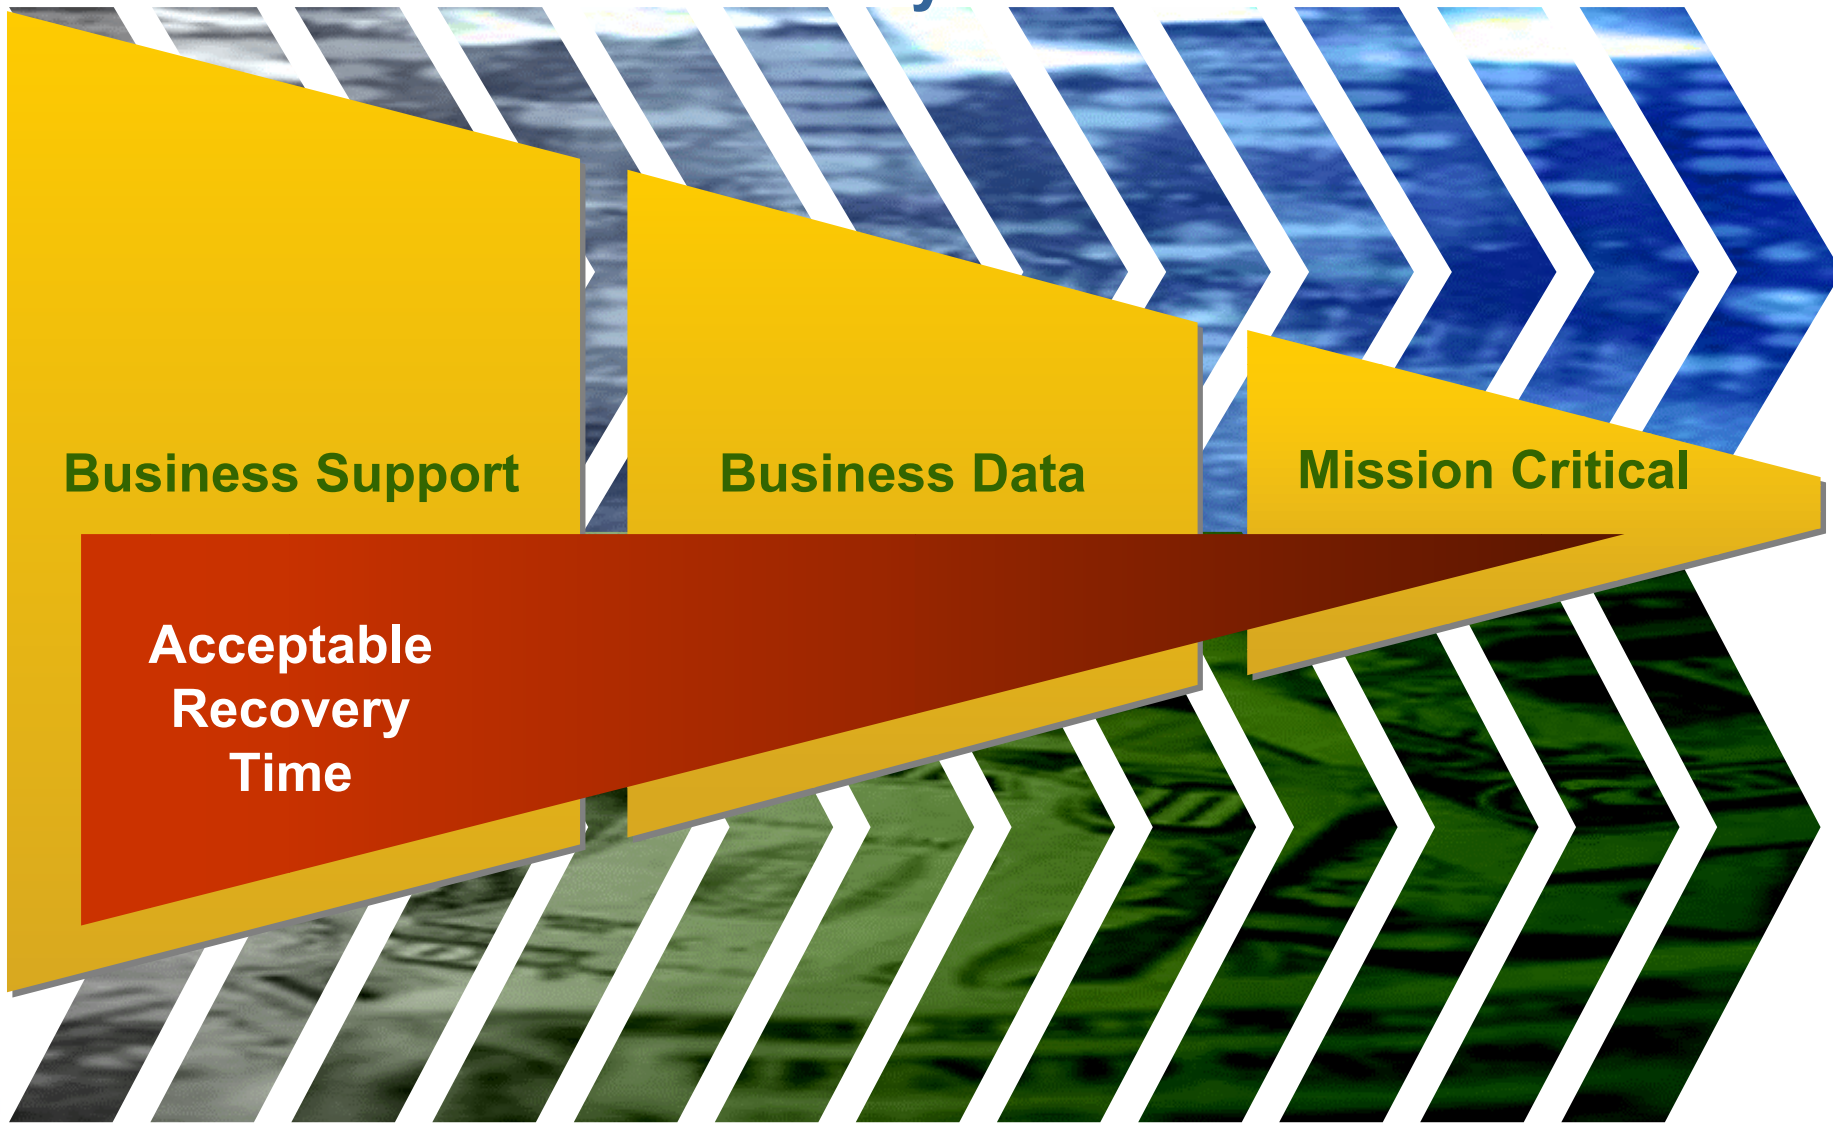 Business Support
Business Data
Mission Critical
Acceptable
Recovery
Time